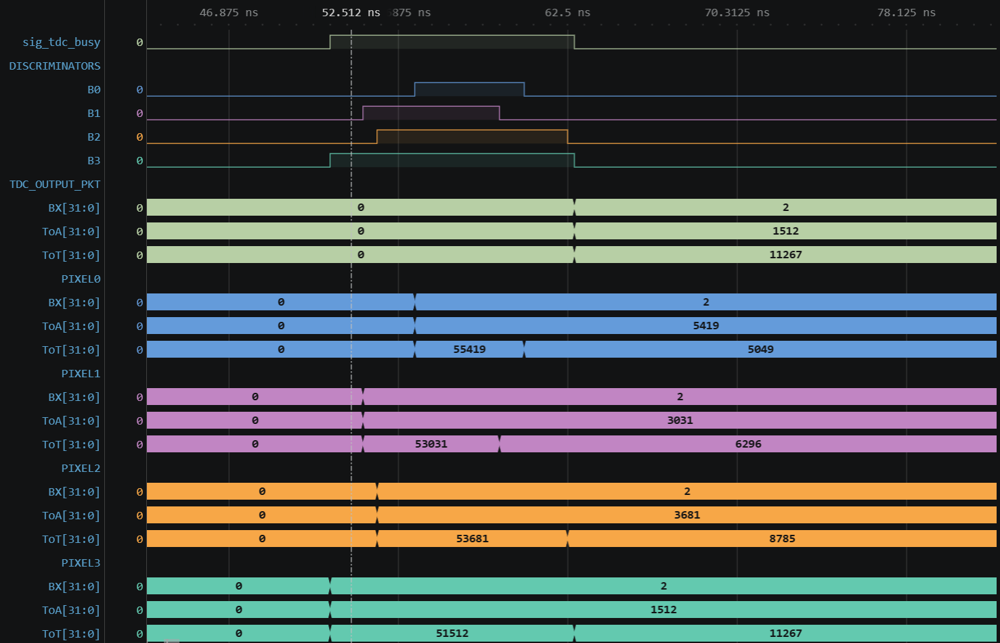 46.875 ns 52.512 ns 875 ns 62.5 ns 70.3125 ns 78.125 ns
sig_tdc_busy 0
DISCRIMINATORS
B0 0
B1 0
B2 0
B3 0
TDC_OUTPUT_PKT
BX[31:0] 0 0 2
ToA[31:0] 0 0 1512
ToT[31:0] 0 0 11267
PIXEL0
BX[31:0] 0 0 2
ToA[31:0] 0 0 5419
ToT[31:0] 0 0 55419 5049
PIXEL1
BX[31:0] 0 0 2
ToA[31:0] 0 0 3031
ToT[31:0] 0 0 53031 6296
PIXEL2
BX[31:0] 0 0 2
ToA[31:0] 0 0 3681
ToT[31:0] 0 0 53681 8785
PIXEL3
BX[31:0] 0 0 2
ToA[31:0] 0 0 1512
ToT[31:0] 0 0 51512 11267